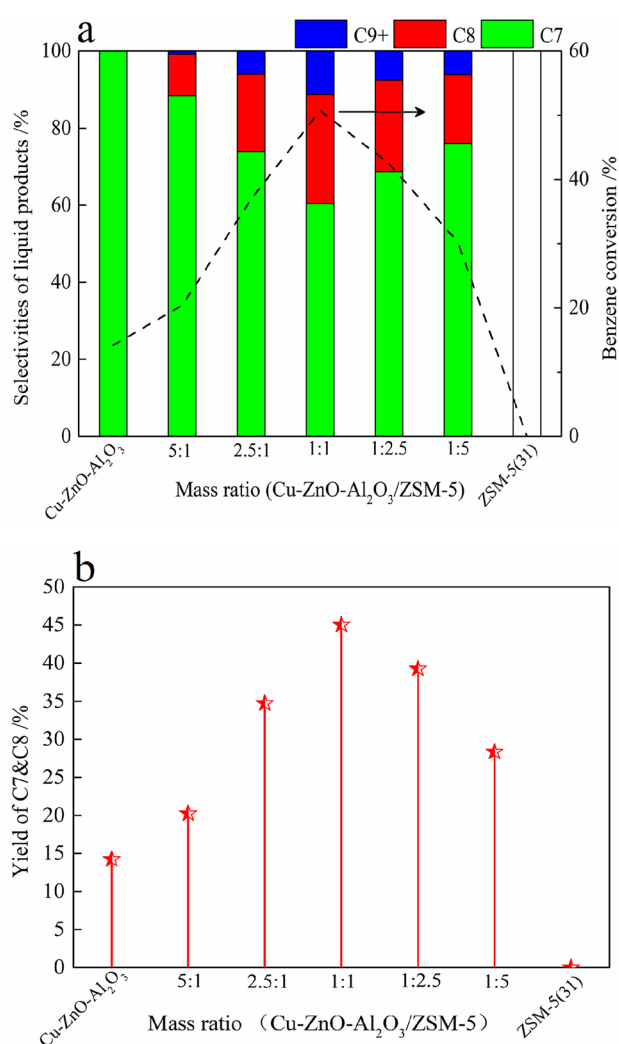 a
C9+ C8 C7
100
80
60
40
20
0
Selectivities of liquid products /%
60
40
20
0
Benzene conversion /%
Cu-ZnO-Al₂O₃ 5:1 2.5:1 1:1 1:2.5 1:5 ZSM-5(31)
Mass ratio (Cu-ZnO-Al₂O₃/ZSM-5)
b
50
45
40
35
30
25
20
15
10
5
0
Yield of C7&C8 /%
Cu-ZnO-Al₂O₃ 5:1 2.5:1 1:1 1:2.5 1:5 ZSM-5(31)
Mass ratio （Cu-ZnO-Al₂O₃/ZSM-5）